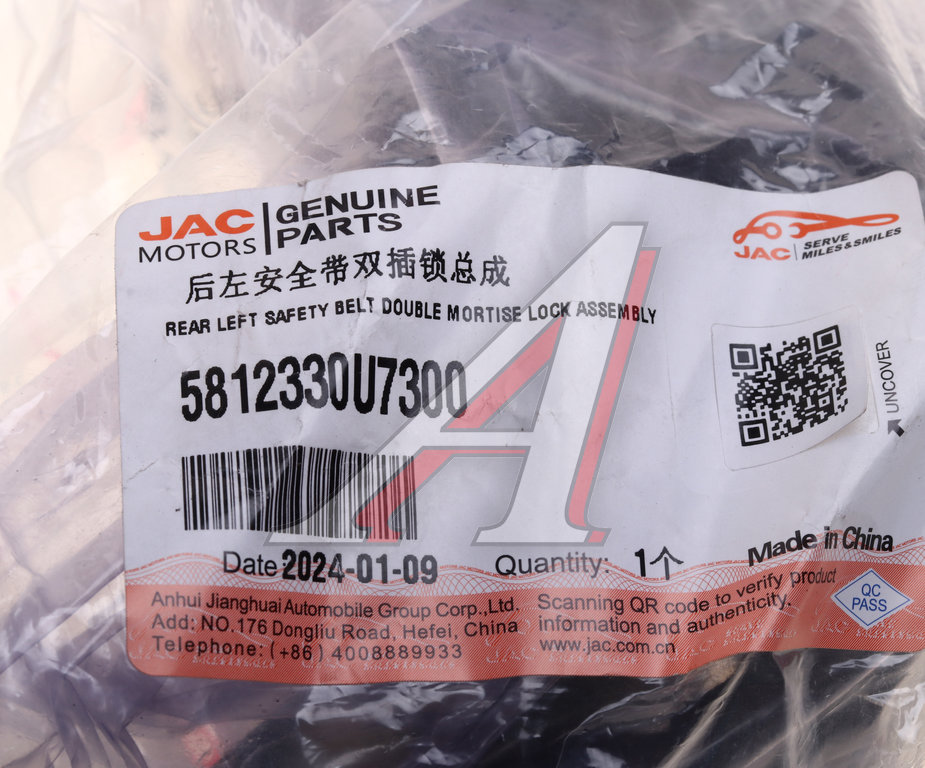 JAC MOTORS
GENUINE PARTS
JAC SERVE MILES & SMILES
后左安全带双插锁总成
REAR LEFT SAFETY BELT DOUBLE MORTISE LOCK ASSEMBLY
5812330U7300
UNCOVER
Date:2024-01-09
Quantity: 1个
Made in China
Anhui Jianghuai Automobile Group Corp.,Ltd.
Add: NO.176 Dongliu Road, Hefei, China
Telephone: (+86) 4008889933
Scanning QR code to verify product
information and authenticity.
www.jac.com.cn
QC
PASS